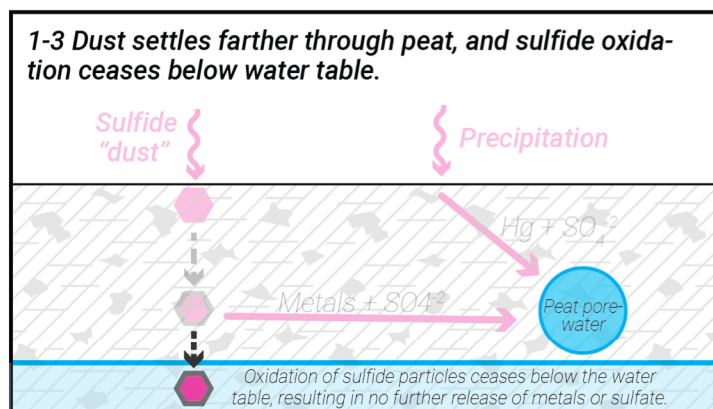 1-3 Dust settles farther through peat, and sulfide oxida-
tion ceases below water table.
Sulfide
“dust”
Precipitation
Hg + SO₄⁻²
Metals + SO4⁻²
Peat pore-
water
Oxidation of sulfide particles ceases below the water
table, resulting in no further release of metals or sulfate.